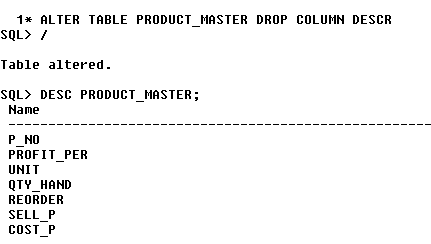 1* ALTER TABLE PRODUCT_MASTER DROP COLUMN DESCR
SQL> /
Table altered.
SQL> DESC PRODUCT_MASTER;
Name
-----------------------------------------------------
P_NO
PROFIT_PER
UNIT
QTY_HAND
REORDER
SELL_P
COST_P